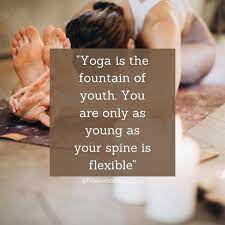 "Yoga is the
fountain of
youth. You
are only as
young as
your spine is
flexible"